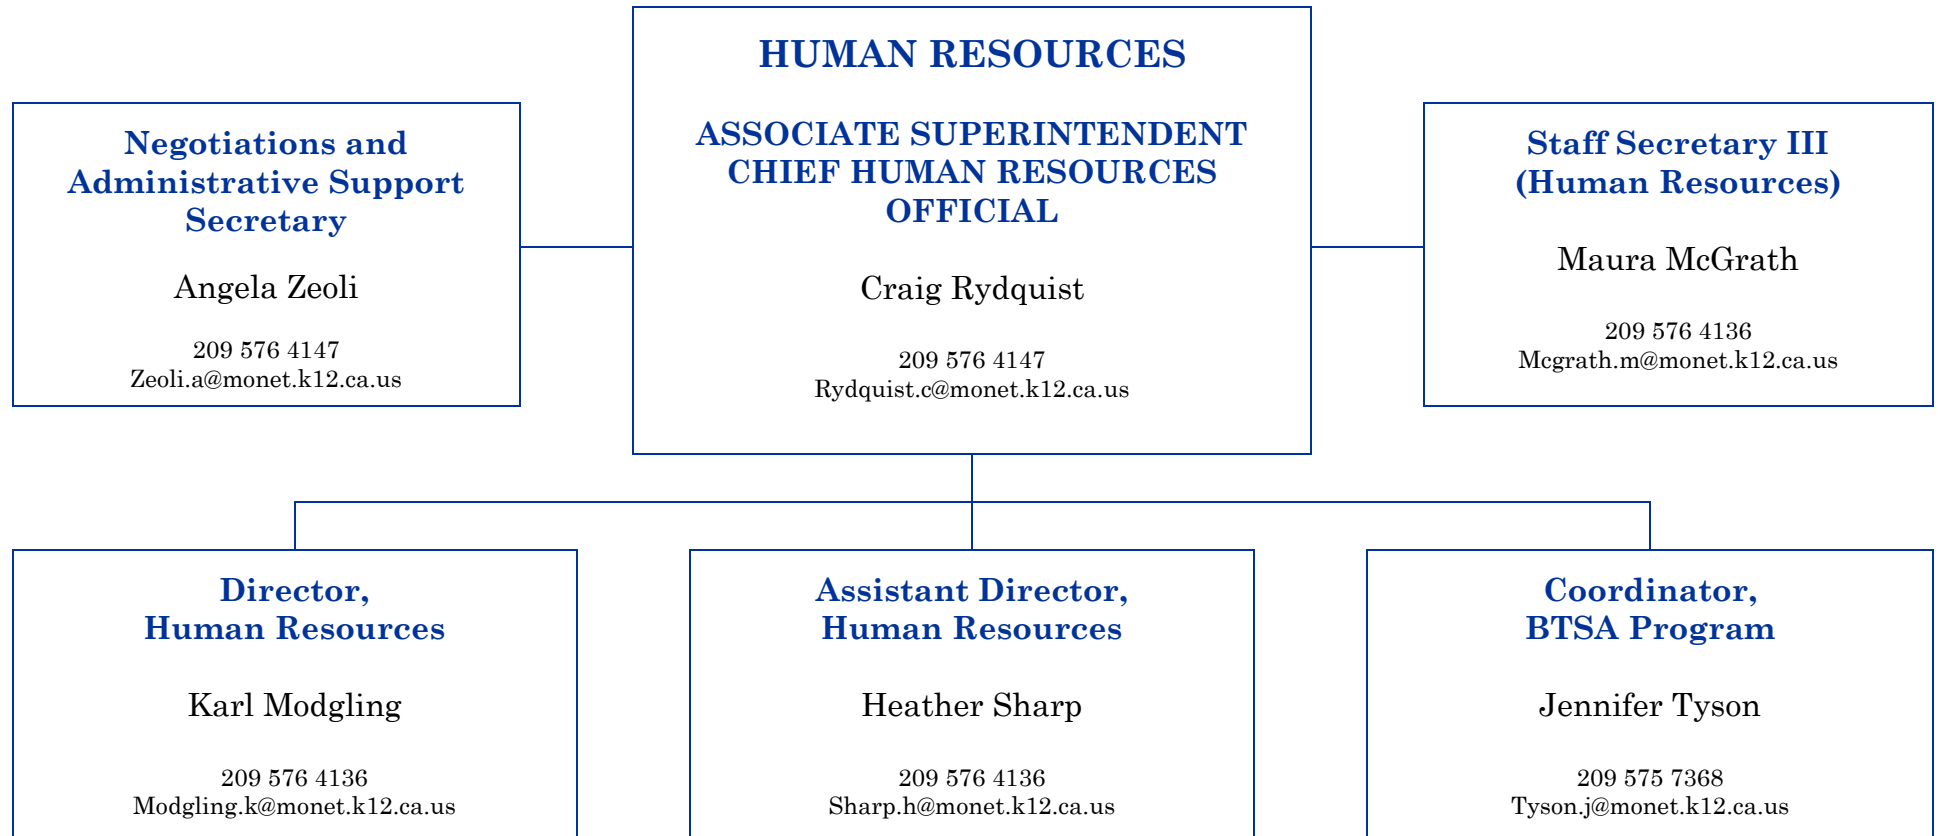 HUMAN RESOURCES
ASSOCIATE SUPERINTENDENT
CHIEF HUMAN RESOURCES
OFFICIAL
Craig Rydquist
209 576 4147
Rydquist.c@monet.k12.ca.us
Negotiations and
Administrative Support
Secretary
Angela Zeoli
209 576 4147
Zeoli.a@monet.k12.ca.us
Staff Secretary III
(Human Resources)
Maura McGrath
209 576 4136
Mcgrath.m@monet.k12.ca.us
Director,
Human Resources
Karl Modgling
209 576 4136
Modgling.k@monet.k12.ca.us
Assistant Director,
Human Resources
Heather Sharp
209 576 4136
Sharp.h@monet.k12.ca.us
Coordinator,
BTSA Program
Jennifer Tyson
209 575 7368
Tyson.j@monet.k12.ca.us